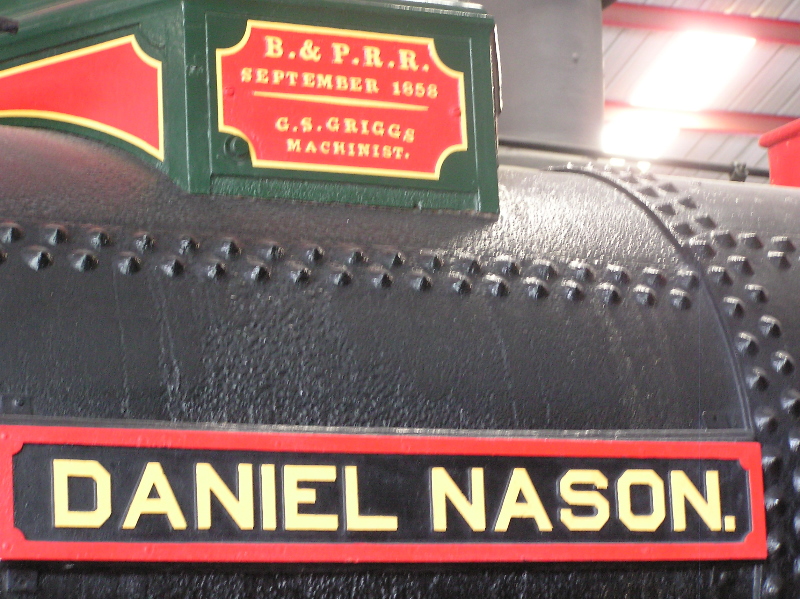 B. & P. R. R.
SEPTEMBER 1858
G. S. GRIGGS
MACHINIST.
DANIEL NASON.